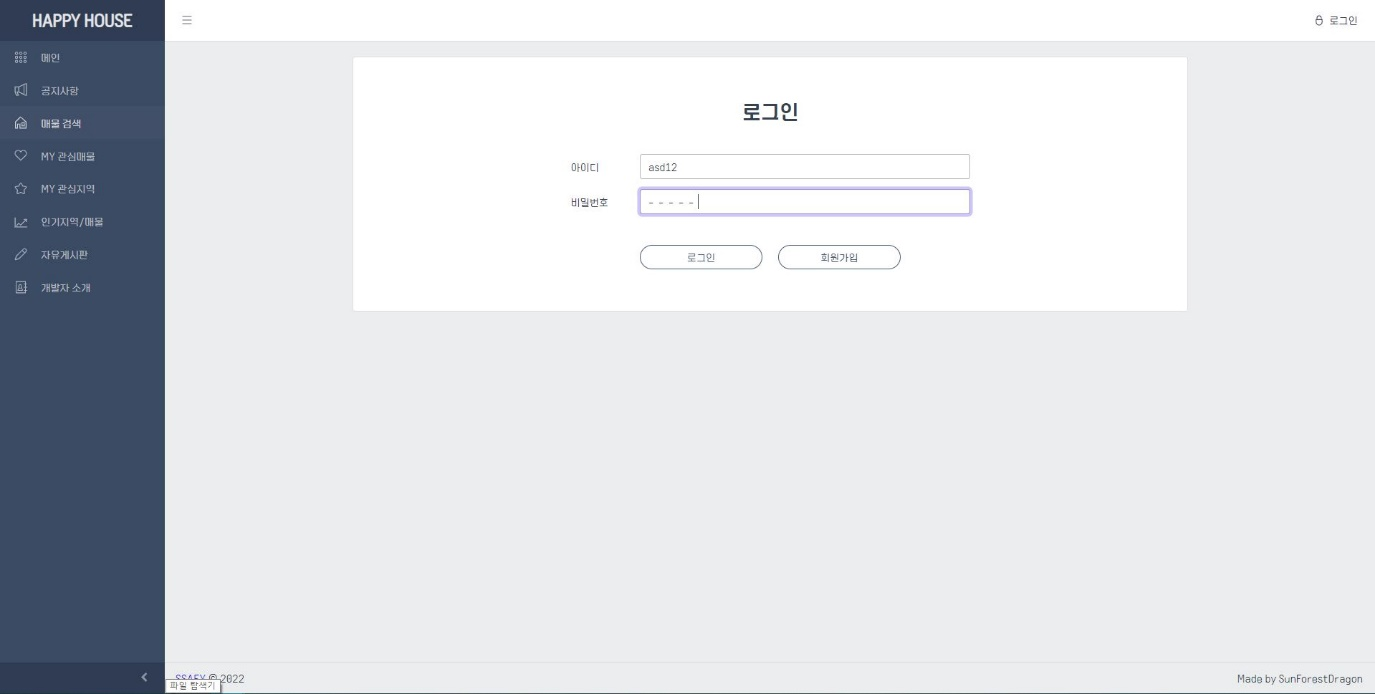 HAPPY HOUSE
로그인
메인
공지사항
매물 검색
MY 관심매물
MY 관심지역
인기지역/매물
자유게시판
개발자 소개
로그인
아이디
asd12
비밀번호
- - - - -
로그인
회원가입
SSAFY © 2022
파일 탐색기
Made by SunForestDragon